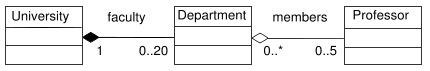 University faculty Department members Professor
1 0..20 0..* 0..5